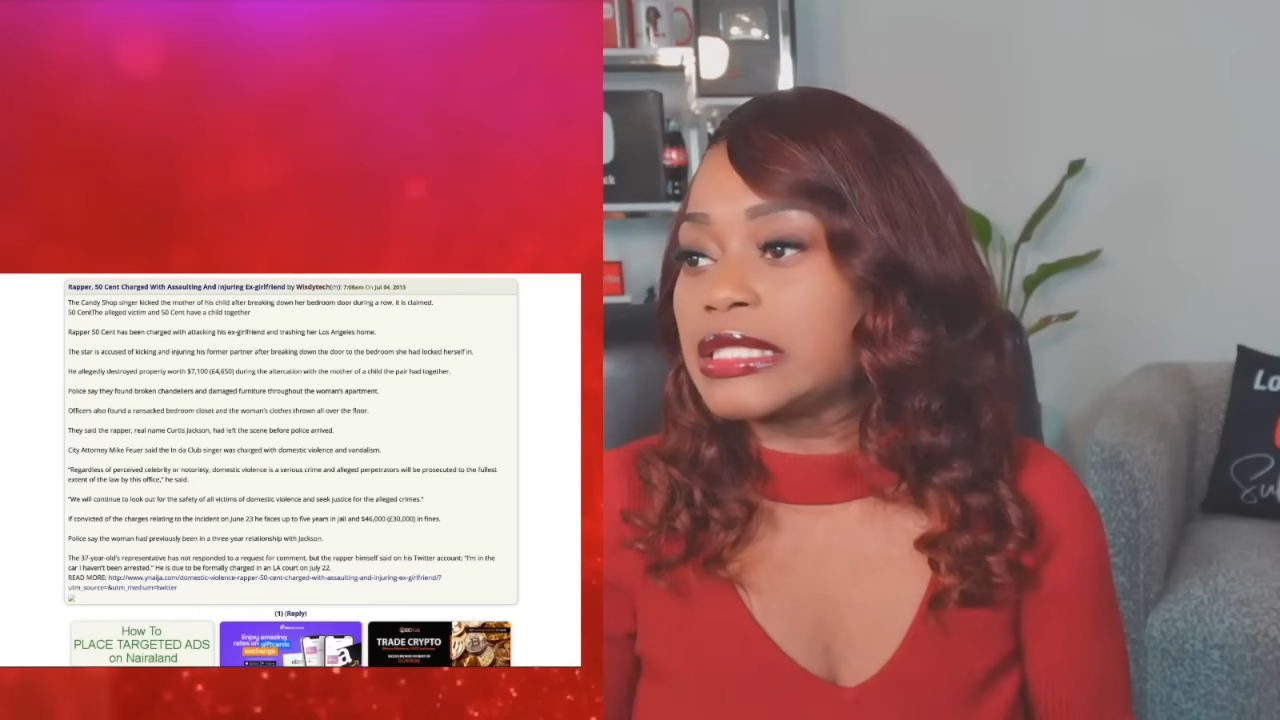 Rapper, 50 Cent Charged With Assaulting And Injuring Ex-girlfriend by Wisdytech(m): 7:08am On Jul 04, 2013
The Candy Shop singer kicked the mother of his child after breaking down her bedroom door during a row, it is claimed.
50 CentThe alleged victim and 50 Cent have a child together
Rapper 50 Cent has been charged with attacking his ex-girlfriend and trashing her Los Angeles home.
The star is accused of kicking and injuring his former partner after breaking down the door to the bedroom she had locked herself in.
He allegedly destroyed property worth $7,100 (£4,650) during the altercation with the mother of a child the pair had together.
Police say they found broken chandeliers and damaged furniture throughout the woman's apartment.
Officers also found a ransacked bedroom closet and the woman's clothes thrown all over the floor.
They said the rapper, real name Curtis Jackson, had left the scene before police arrived.
City Attorney Mike Feuer said the In da Club singer was charged with domestic violence and vandalism.
"Regardless of perceived celebrity or notoriety, domestic violence is a serious crime and alleged perpetrators will be prosecuted to the fullest
extent of the law by this office," he said.
"We will continue to look out for the safety of all victims of domestic violence and seek justice for the alleged crimes."
If convicted of the charges relating to the incident on June 23 he faces up to five years in jail and $46,000 (£30,000) in fines.
Police say the woman had previously been in a three-year relationship with Jackson.
The 37-year-old's representative has not responded to a request for comment, but the rapper himself said on his Twitter account: "I'm in the
car I haven't been arrested." He is due to be formally charged in an LA court on July 22.
READ MORE: http://www.ynaija.com/domestic-violence-rapper-50-cent-charged-with-assaulting-and-injuring-ex-girlfriend/?
utm_source=&utm_medium=twitter
(1) (Reply)
How To
PLACE TARGETED ADS
on Nairaland
Enjoy amazing
rates on giftcards
exchange
TRADE CRYPTO
Lo
Su